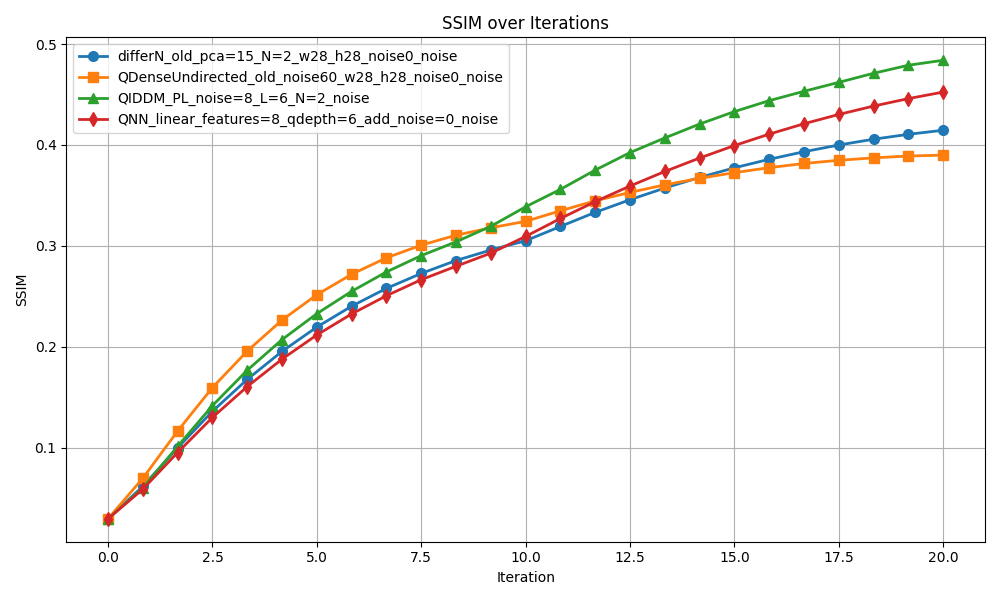 SSIM over Iterations
differN_old_pca=15_N=2_w28_h28_noise0_noise
QDenseUndirected_old_noise60_w28_h28_noise0_noise
QIDDM_PL_noise=8_L=6_N=2_noise
QNN_linear_features=8_qdepth=6_add_noise=0_noise
0.5
0.4
0.3
0.2
0.1
SSIM
0.0 2.5 5.0 7.5 10.0 12.5 15.0 17.5 20.0
Iteration